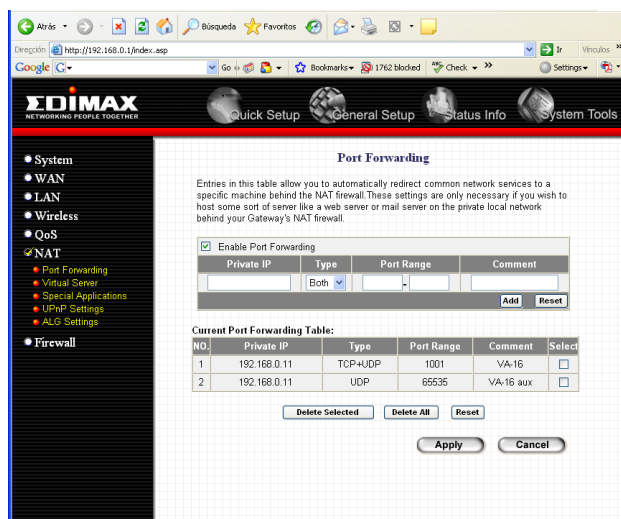 Atrás
Búsqueda
Favoritos
Dirección http://192.168.0.1/index.asp
Ir
Vínculos »
Google G
Go
Bookmarks
1762 blocked
Check
»
Settings
EDIMAX
NETWORKING PEOPLE TOGETHER
Quick Setup
General Setup
Status Info
System Tools
System
WAN
LAN
Wireless
QoS
NAT
Port Forwarding
Virtual Server
Special Applications
UPnP Settings
ALG Settings
Firewall
Port Forwarding
Entries in this table allow you to automatically redirect common network services to a
specific machine behind the NAT firewall.These settings are only necessary if you wish to
host some sort of server like a web server or mail server on the private local network
behind your Gateway's NAT firewall.
Enable Port Forwarding
Private IP Type Port Range Comment
Both -
Add Reset
Current Port Forwarding Table:
NO. Private IP Type Port Range Comment Select
1 192.168.0.11 TCP+UDP 1001 VA-16
2 192.168.0.11 UDP 65535 VA-16 aux
Delete Selected Delete All Reset
Apply Cancel